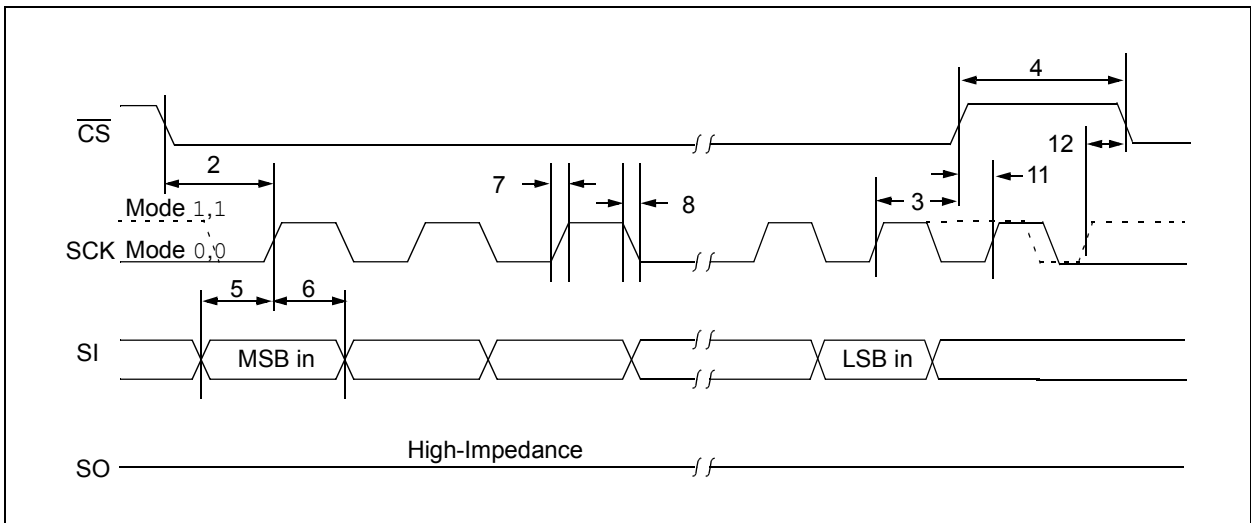 4
CS
12
2
7
8
3
11
Mode 1,1
SCK Mode 0,0
5
6
SI
MSB in
LSB in
High-Impedance
SO